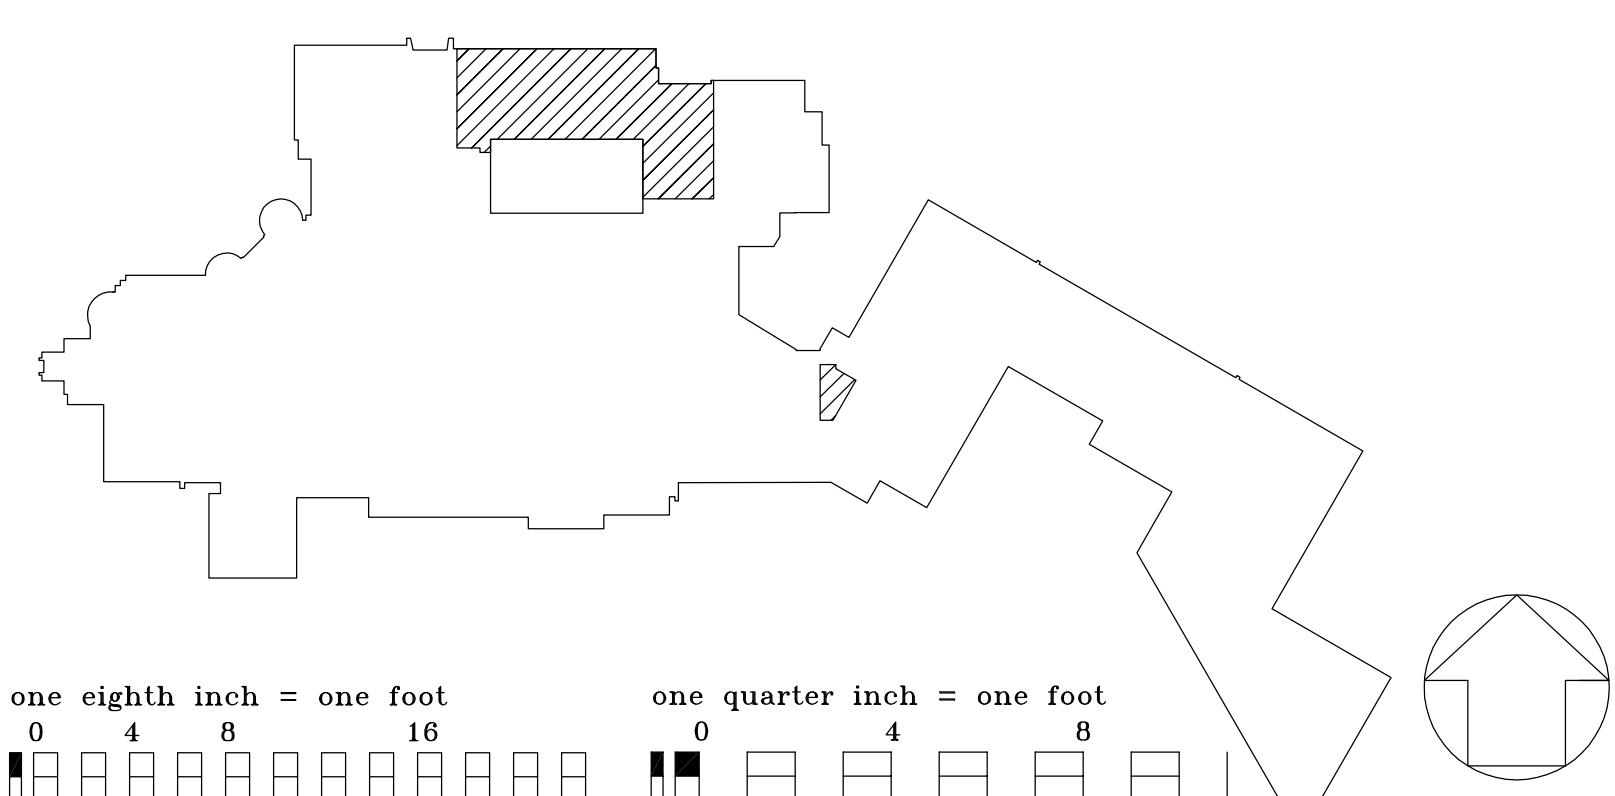 one eighth inch = one foot
0 4 8 16
one quarter inch = one foot
0 4 8